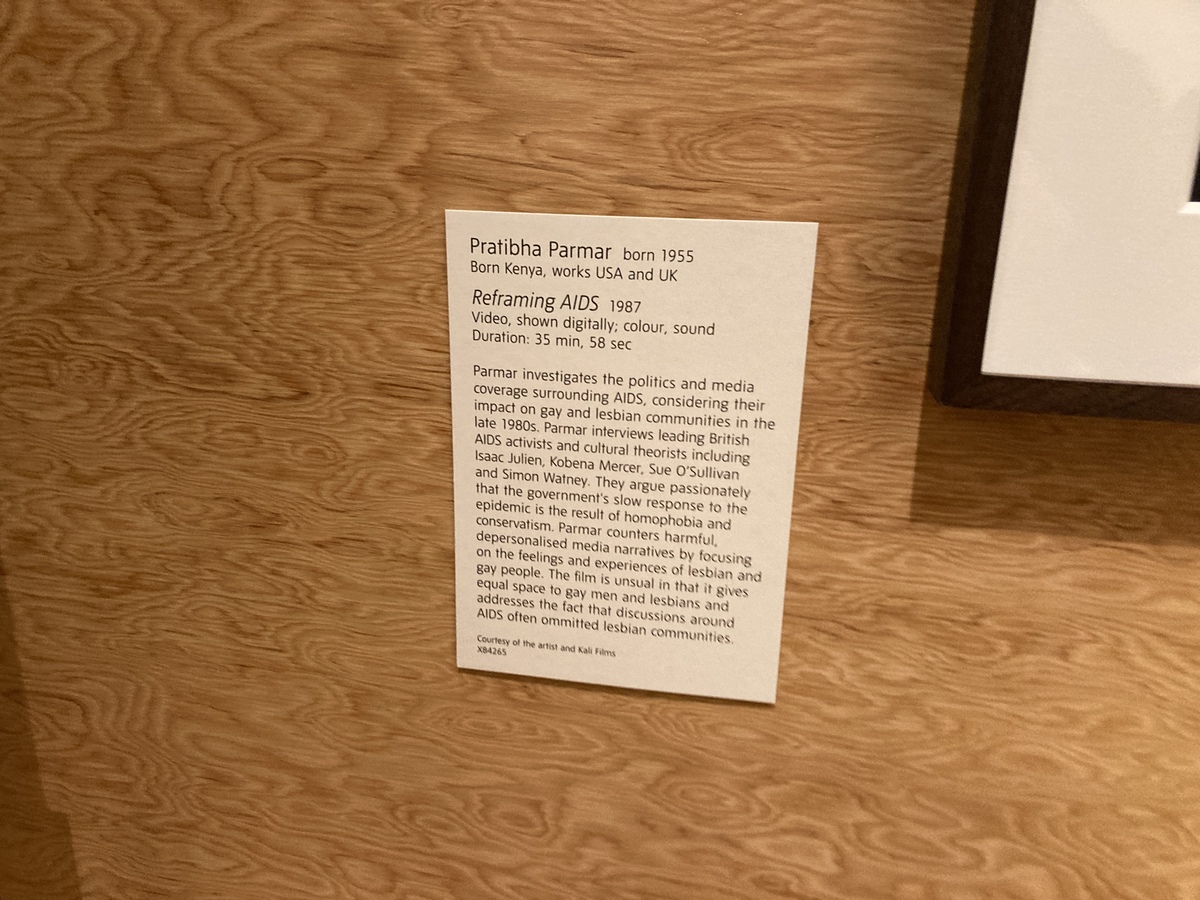 Pratibha Parmar born 1955
Born Kenya, works USA and UK
Reframing AIDS 1987
Video, shown digitally; colour, sound
Duration: 35 min, 58 sec
Parmar investigates the politics and media
coverage surrounding AIDS, considering their
impact on gay and lesbian communities in the
late 1980s. Parmar interviews leading British
AIDS activists and cultural theorists including
Isaac Julien, Kobena Mercer, Sue O'Sullivan
and Simon Watney. They argue passionately
that the government's slow response to the
epidemic is the result of homophobia and
conservatism. Parmar counters harmful,
depersonalised media narratives by focusing
on the feelings and experiences of lesbian and
gay people. The film is unusual in that it gives
equal space to gay men and lesbians and
addresses the fact that discussions around
AIDS often ommitted lesbian communities.
Courtesy of the artist and Kali Films
X84265